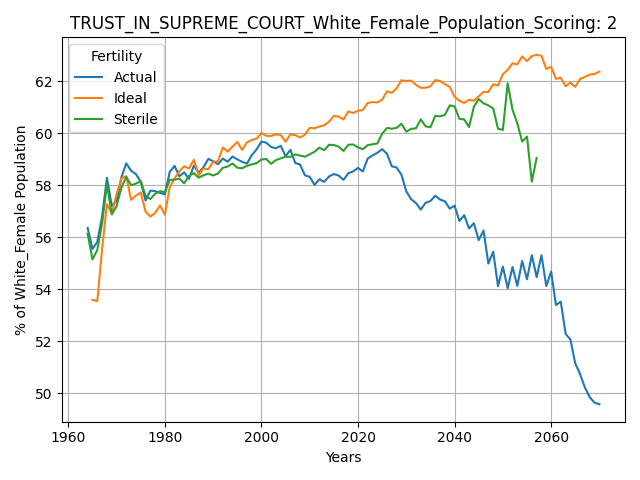 TRUST_IN_SUPREME_COURT_White_Female_Population_Scoring: 2
Fertility
Actual
Ideal
Sterile
% of White_Female Population
62
60
58
56
54
52
50
1960 1980 2000 2020 2040 2060
Years